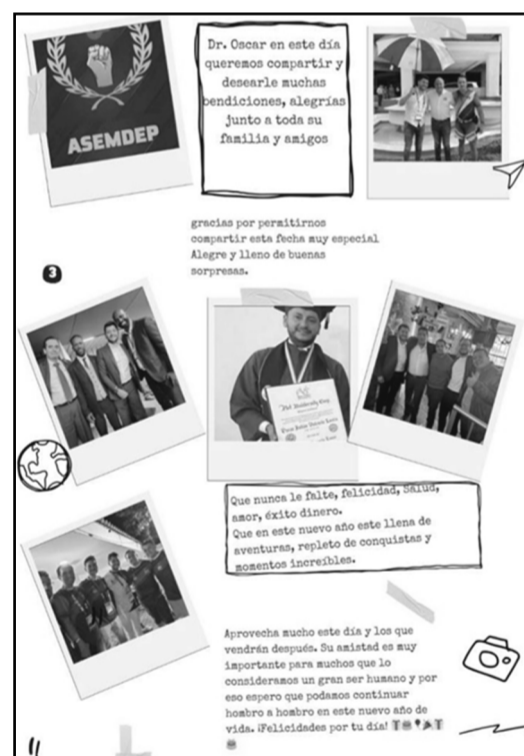 ASEMDEP
Dr. Oscar en este día
queremos compartir y
desearle muchas
bendiciones, alegrías
junto a toda su
familia y amigos
gracias por permitirnos
compartir esta fecha muy especial
Alegre y lleno de buenas
sorpresas.
3
Que nunca le falte, felicidad, Salud,
amor, éxito dinero.
Que en este nuevo año este llena de
aventuras, repleto de conquistas y
momentos increíbles.
Aprovecha mucho este día y los que
vendrán después. Su amistad es muy
importante para muchos que lo
consideramos un gran ser humano y por
eso espero que podamos continuar
hombro a hombro en este nuevo año de
vida. ¡Felicidades por tu día!